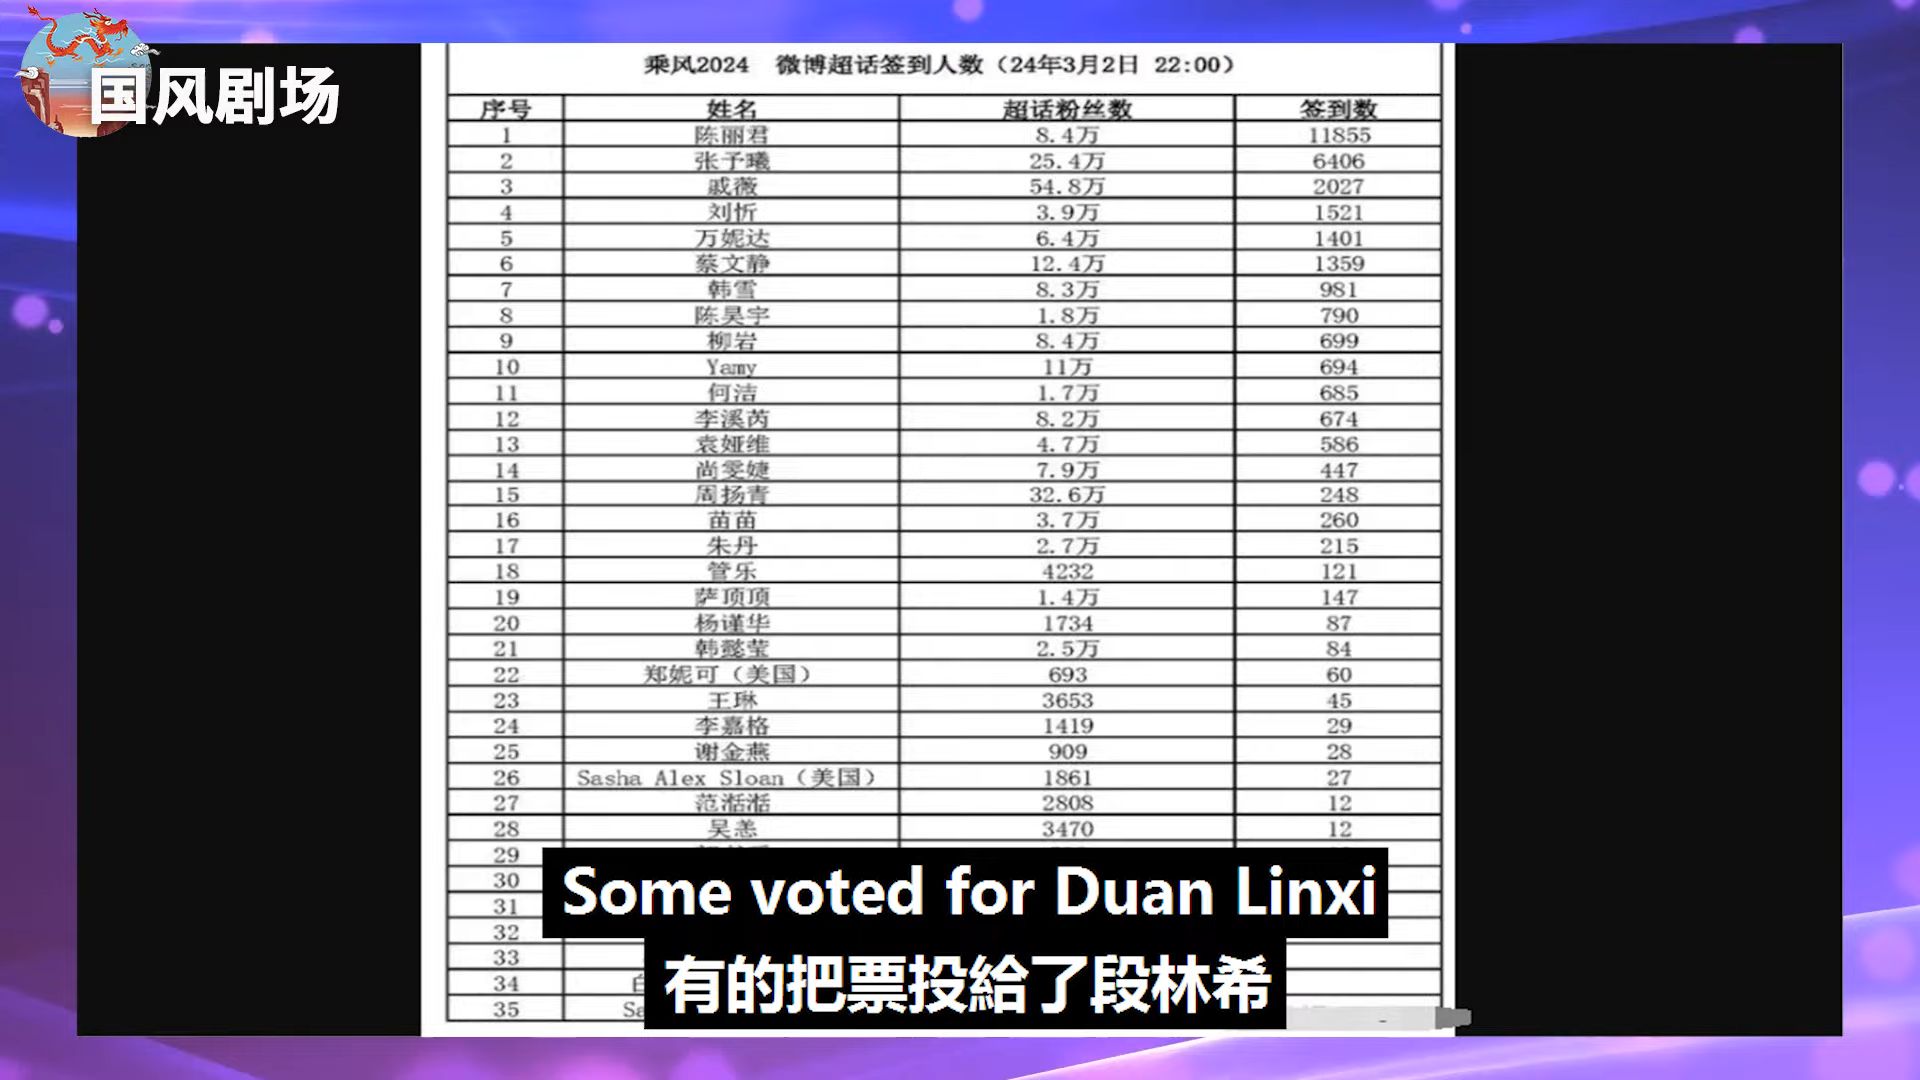 国风剧场
乘风2024 微博超话签到人数（24年3月2日 22:00）
序号 姓名 超话粉丝数 签到数
1 陈丽君 8.4万 11855
2 张予曦 25.4万 6406
3 戚薇 54.8万 2027
4 刘忻 3.9万 1521
5 万妮达 6.4万 1401
6 蔡文静 12.4万 1359
7 韩雪 8.3万 981
8 陈昊宇 1.8万 790
9 柳岩 8.4万 699
10 Yamy 11万 694
11 何洁 1.7万 685
12 李溪芮 8.2万 674
13 袁娅维 4.7万 586
14 尚雯婕 7.9万 447
15 周扬青 32.6万 248
16 苗苗 3.7万 260
17 朱丹 2.7万 215
18 管乐 4232 121
19 萨顶顶 1.4万 147
20 杨谨华 1734 87
21 韩懿莹 2.5万 84
22 郑妮可（美国） 693 60
23 王琳 3653 45
24 李嘉格 1419 29
25 谢金燕 909 28
26 Sasha Alex Sloan（美国） 1861 27
27 范湉湉 2808 12
28 吴恙 3470 12
29
30
31
32
33
34
35 Sa
Some voted for Duan Linxi
有的把票投給了段林希